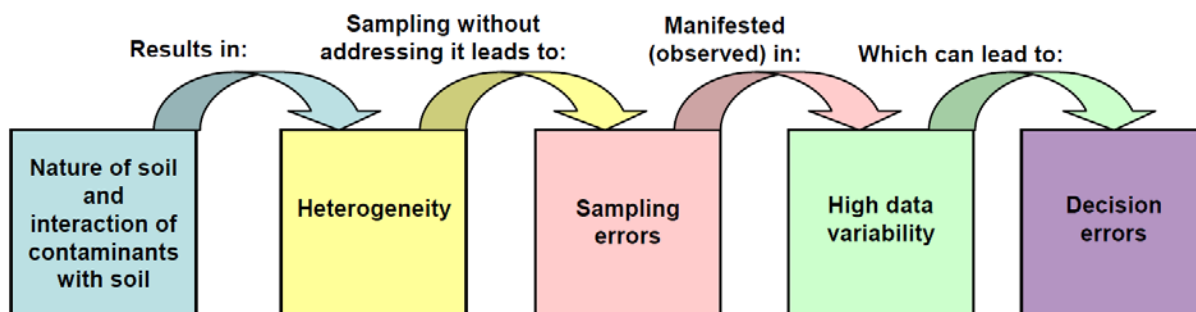 Results in:
Sampling without
addressing it leads to:
Manifested
(observed) in:
Which can lead to:
Nature of soil
and
interaction of
contaminants
with soil
Heterogeneity
Sampling
errors
High data
variability
Decision
errors